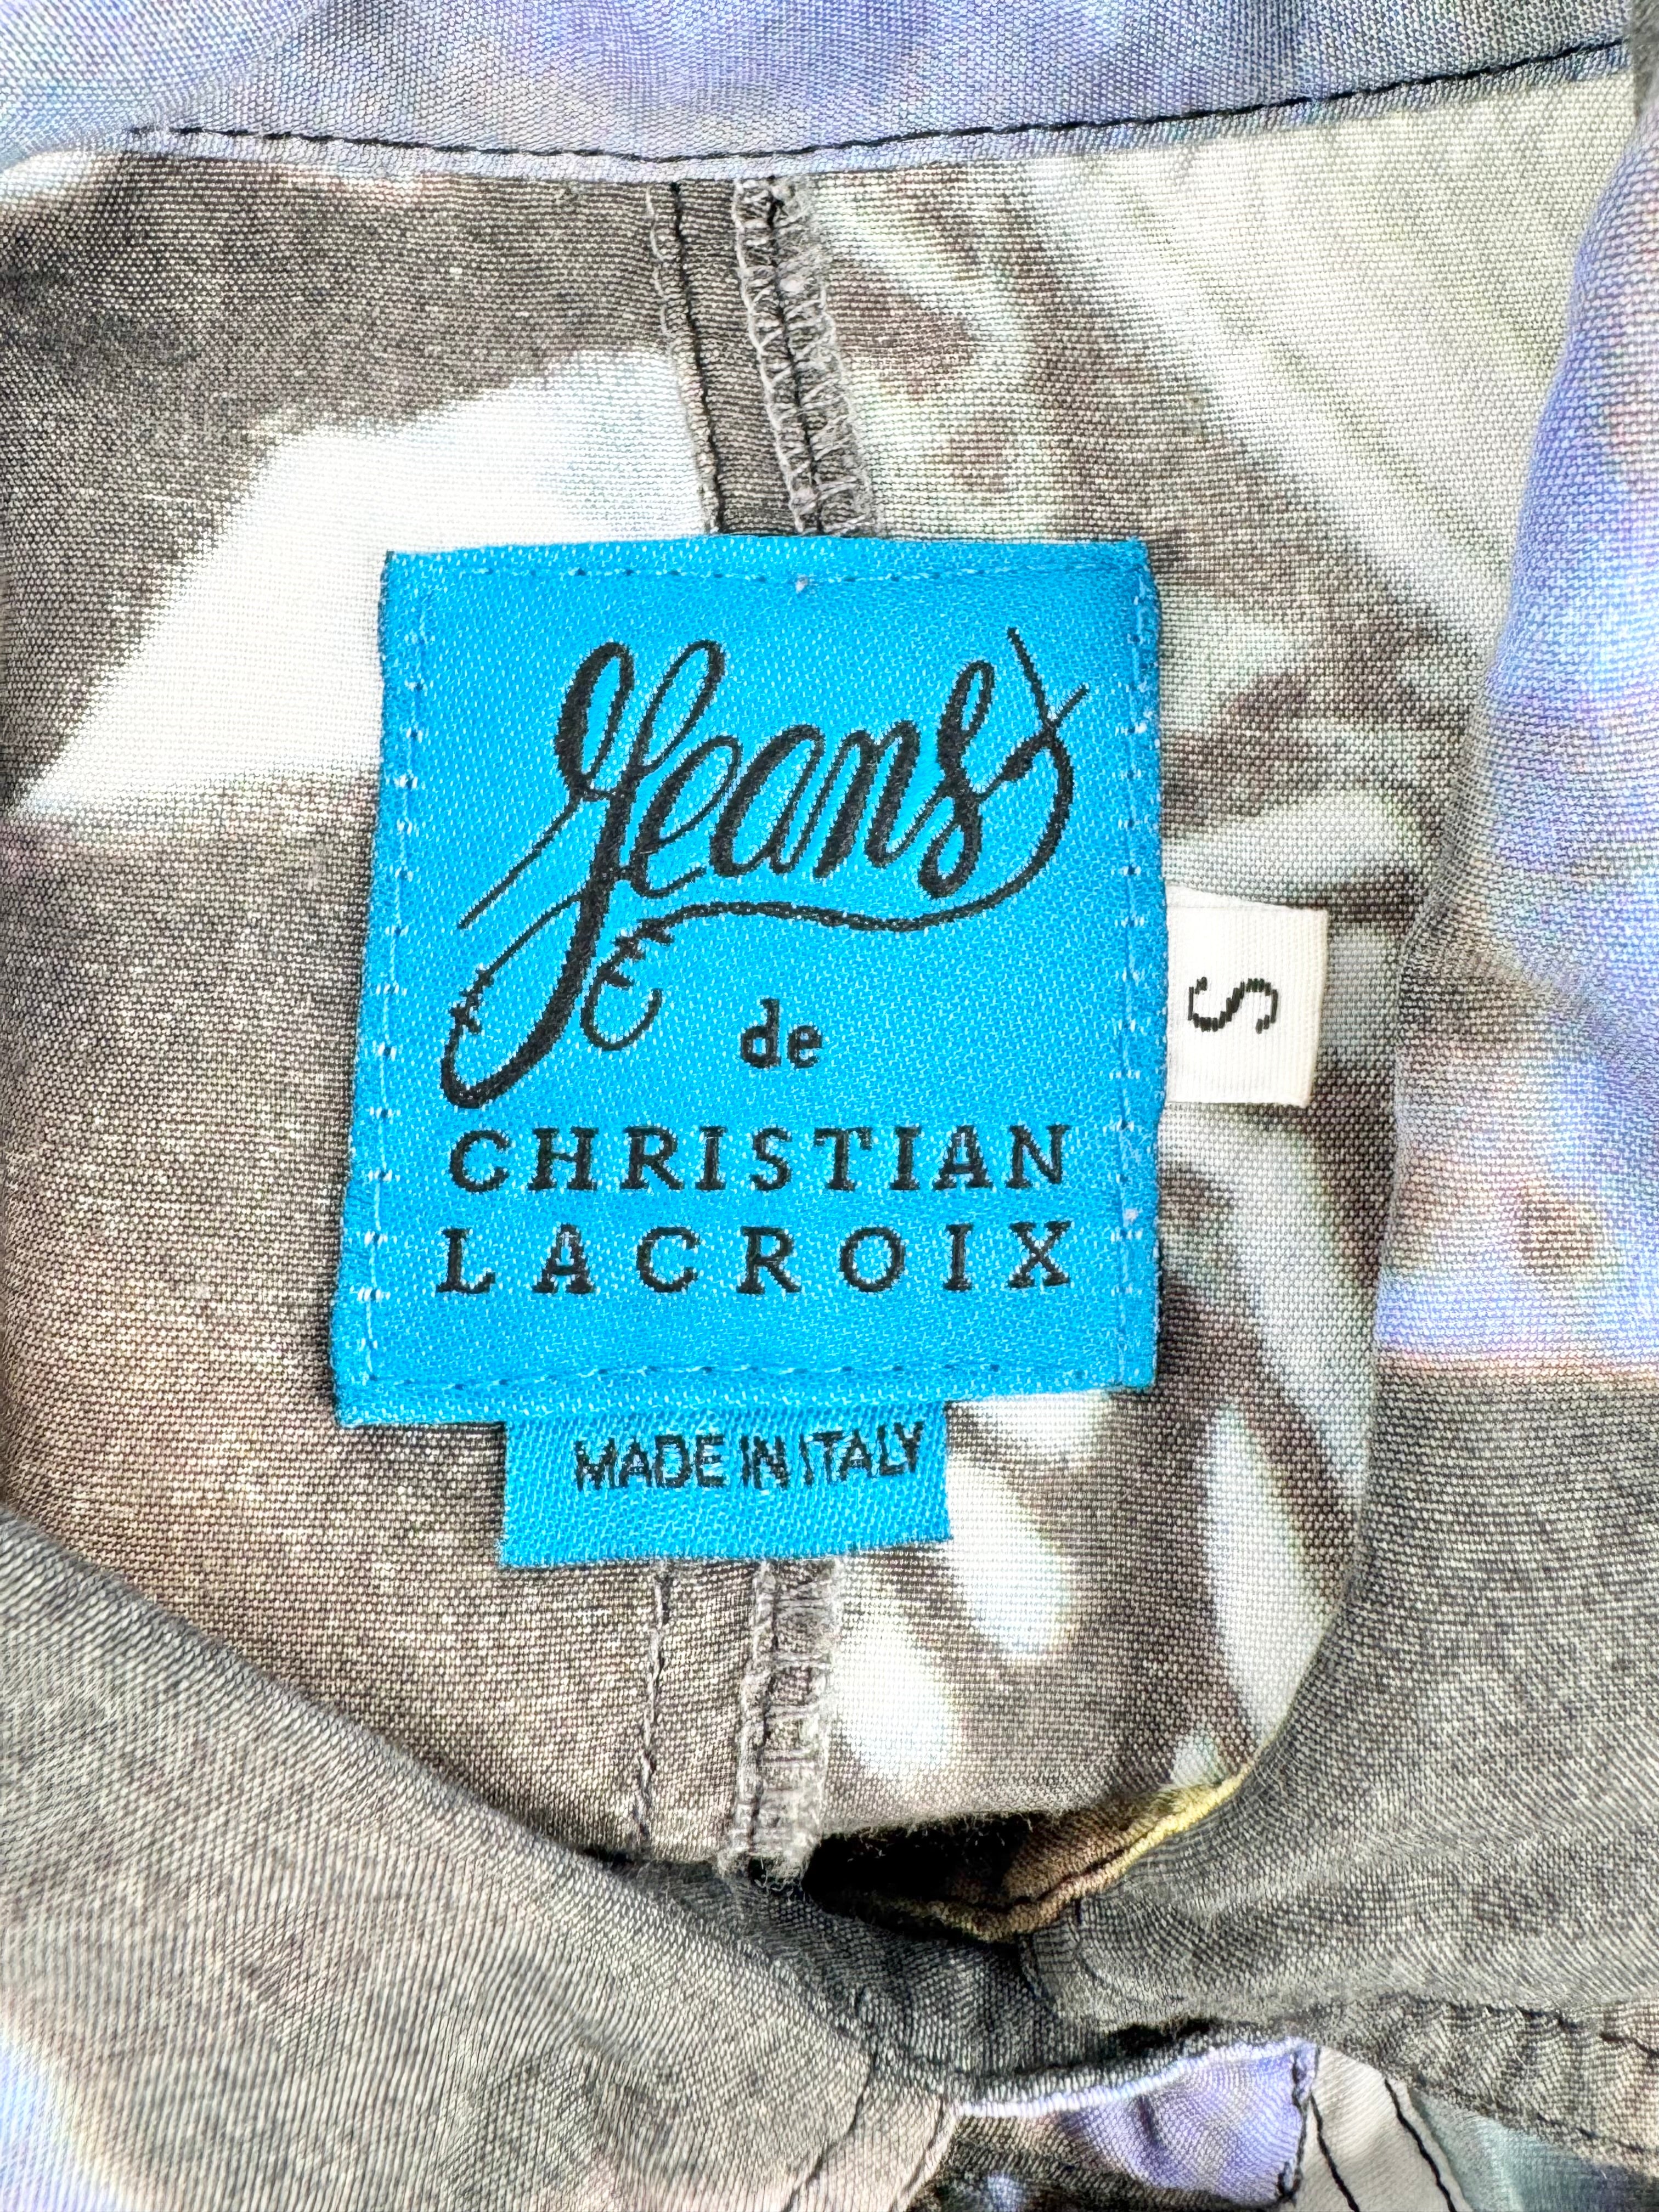 Jeans
de
CHRISTIAN
LACROIX
S
MADE IN ITALY